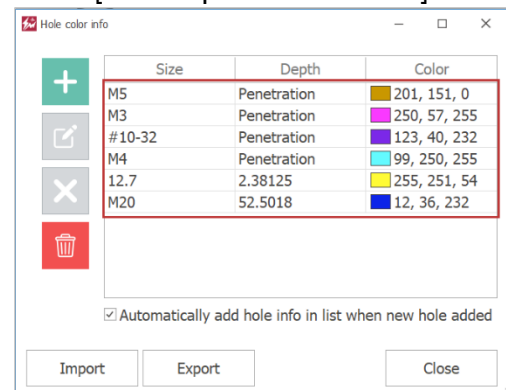 Hole color info
Size Depth Color
M5 Penetration 201, 151, 0
M3 Penetration 250, 57, 255
#10-32 Penetration 123, 40, 232
M4 Penetration 99, 250, 255
12.7 2.38125 255, 251, 54
M20 52.5018 12, 36, 232
Automatically add hole info in list when new hole added
Import Export Close